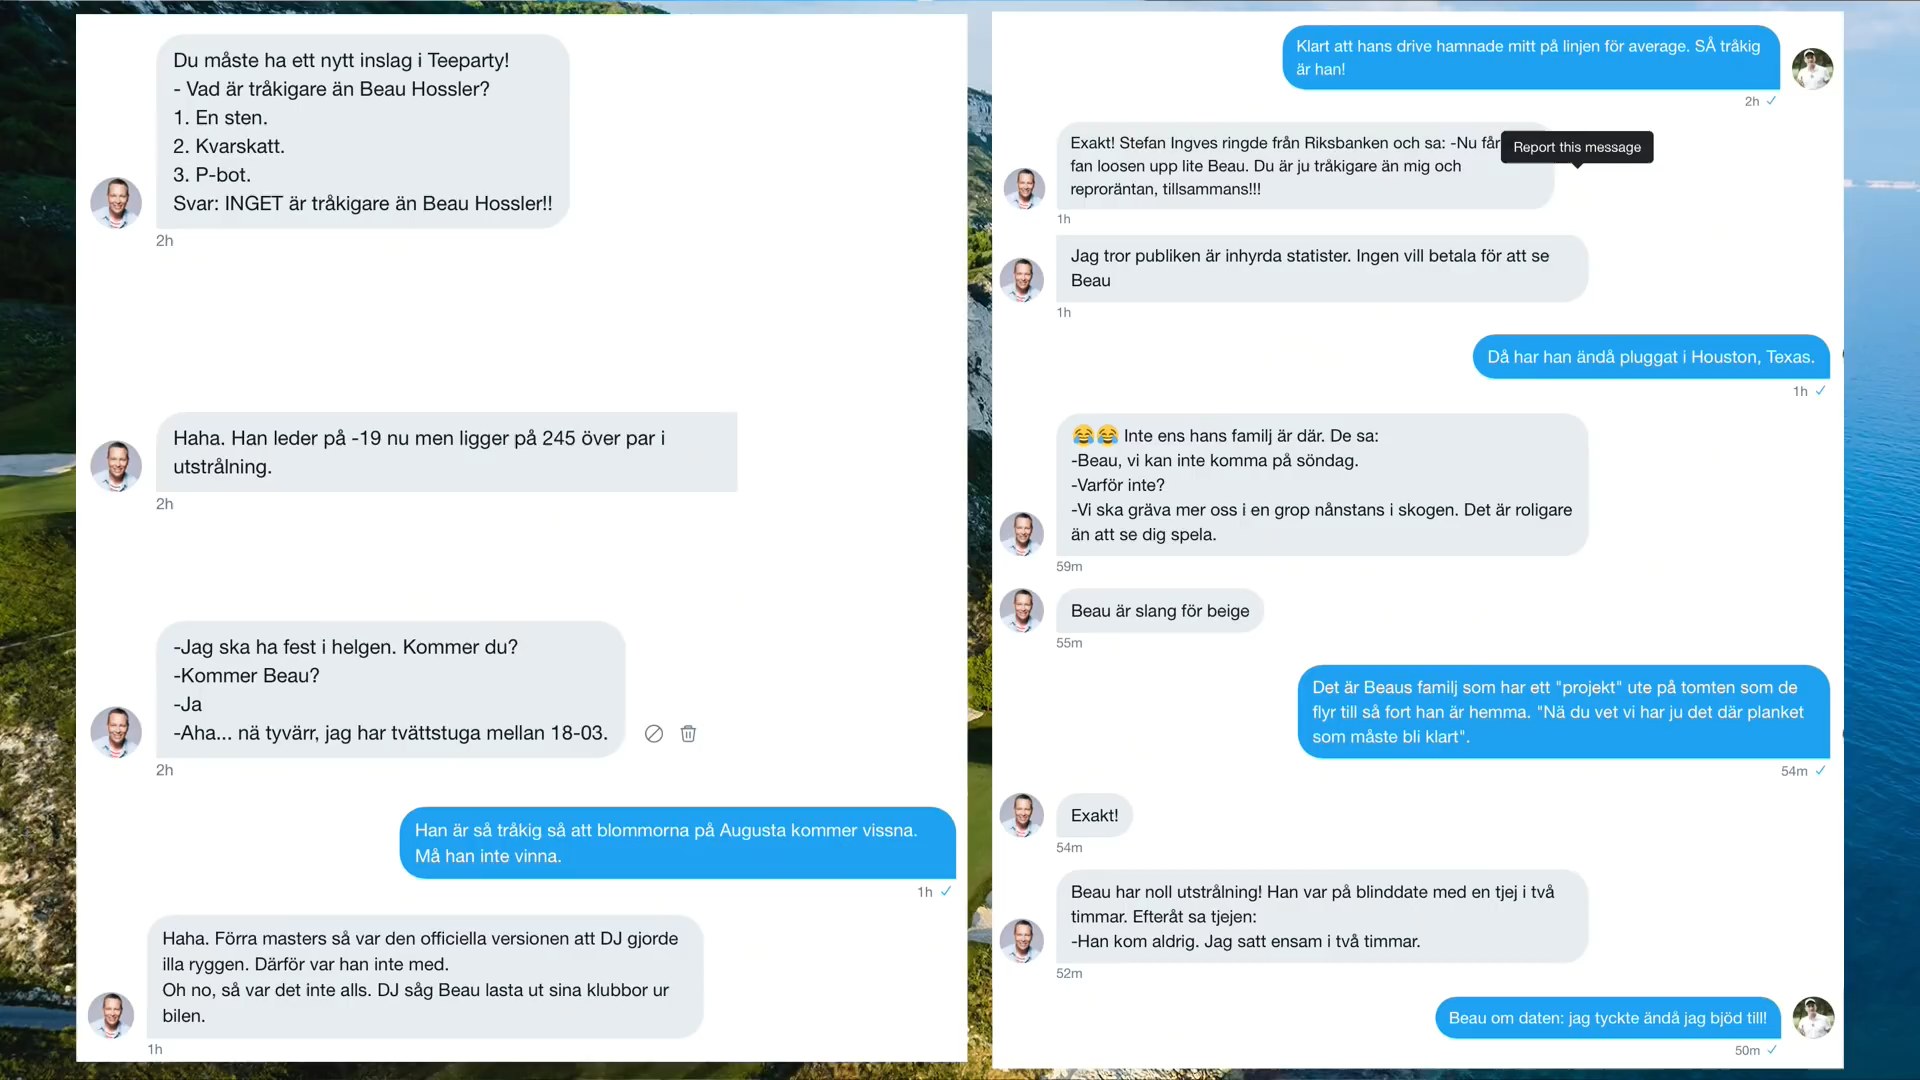 Du måste ha ett nytt inslag i Teeparty!
- Vad är tråkigare än Beau Hossler?
1. En sten.
2. Kvarskatt.
3. P-bot.
Svar: INGET är tråkigare än Beau Hossler!!
2h
Haha. Han leder på -19 nu men ligger på 245 över par i
utstrålning.
2h
-Jag ska ha fest i helgen. Kommer du?
-Kommer Beau?
-Ja
-Aha... nä tyvärr, jag har tvättstuga mellan 18-03.
2h
Han är så tråkig så att blommorna på Augusta kommer vissna.
Må han inte vinna.
1h
Haha. Förra masters så var den officiella versionen att DJ gjorde
illa ryggen. Därför var han inte med.
Oh no, så var det inte alls. DJ såg Beau lasta ut sina klubbor ur
bilen.
1h
Klart att hans drive hamnade mitt på linjen för average. SÅ tråkig
är han!
2h
Exakt! Stefan Ingves ringde från Riksbanken och sa: -Nu får
Report this message
fan loosen upp lite Beau. Du är ju tråkigare än mig och
reproräntan, tillsammans!!!
1h
Jag tror publiken är inhyrda statister. Ingen vill betala för att se
Beau
1h
Då har han ändå pluggat i Houston, Texas.
1h
😂😂 Inte ens hans familj är där. De sa:
-Beau, vi kan inte komma på söndag.
-Varför inte?
-Vi ska gräva mer oss i en grop nånstans i skogen. Det är roligare
än att se dig spela.
59m
Beau är slang för beige
55m
Det är Beaus familj som har ett "projekt" ute på tomten som de
flyr till så fort han är hemma. "Nä du vet vi har ju det där planket
som måste bli klart".
54m
Exakt!
54m
Beau har noll utstrålning! Han var på blinddate med en tjej i två
timmar. Efteråt sa tjejen:
-Han kom aldrig. Jag satt ensam i två timmar.
52m
Beau om daten: jag tyckte ändå jag bjöd till!
50m